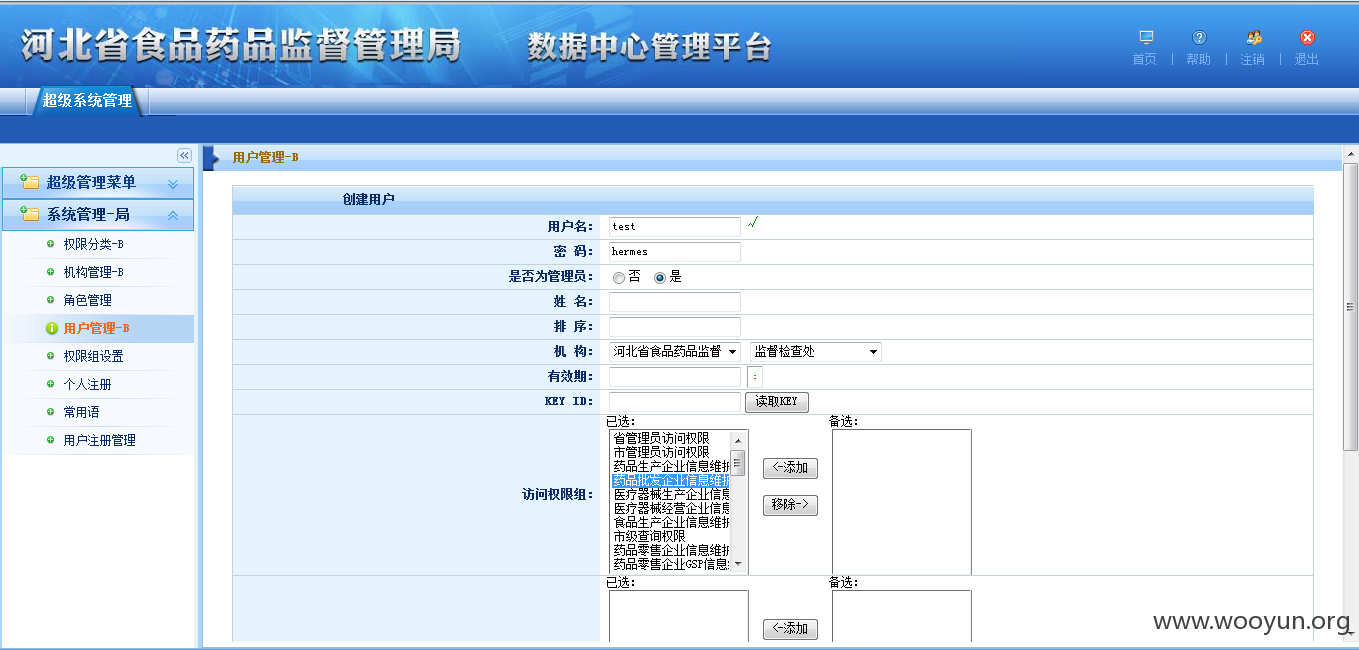 河北省食品药品监督管理局 数据中心管理平台
首页 | 帮助 | 注销 | 退出
超级系统管理
超级管理菜单
系统管理-局
权限分类-B
机构管理-B
角色管理
用户管理-B
权限组设置
个人注册
常用语
用户注册管理
用户管理-B
创建用户
用户名: test
密 码: hermes
是否为管理员: 否 是
姓 名:
排 序:
机 构: 河北省食品药品监督 监督检查处
有效期: :
KEY ID: 读取KEY
访问权限组:
已选: 备选:
省管理员访问权限
市管理员访问权限
药品生产企业信息维护
药品批发企业信息维护
医疗器械生产企业信息
医疗器械经营企业信息
食品生产企业信息维护
市级查询权限
药品零售企业信息维护
药品零售企业GSP信息
<-添加
移除->
已选: 备选:
<-添加
www.wooyun.org